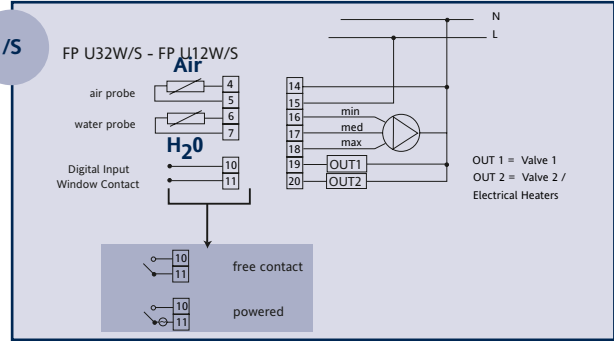 /S
FP U32W/S - FP U12W/S
Air
air probe
4
5
water probe
6
7
H20
Digital Input
Window Contact
10
11
N
L
14
15
16 min
17 med
18 max
19 OUT1
20 OUT2
OUT 1 = Valve 1
OUT 2 = Valve 2 /
Electrical Heaters
10
11
free contact
10
11
powered